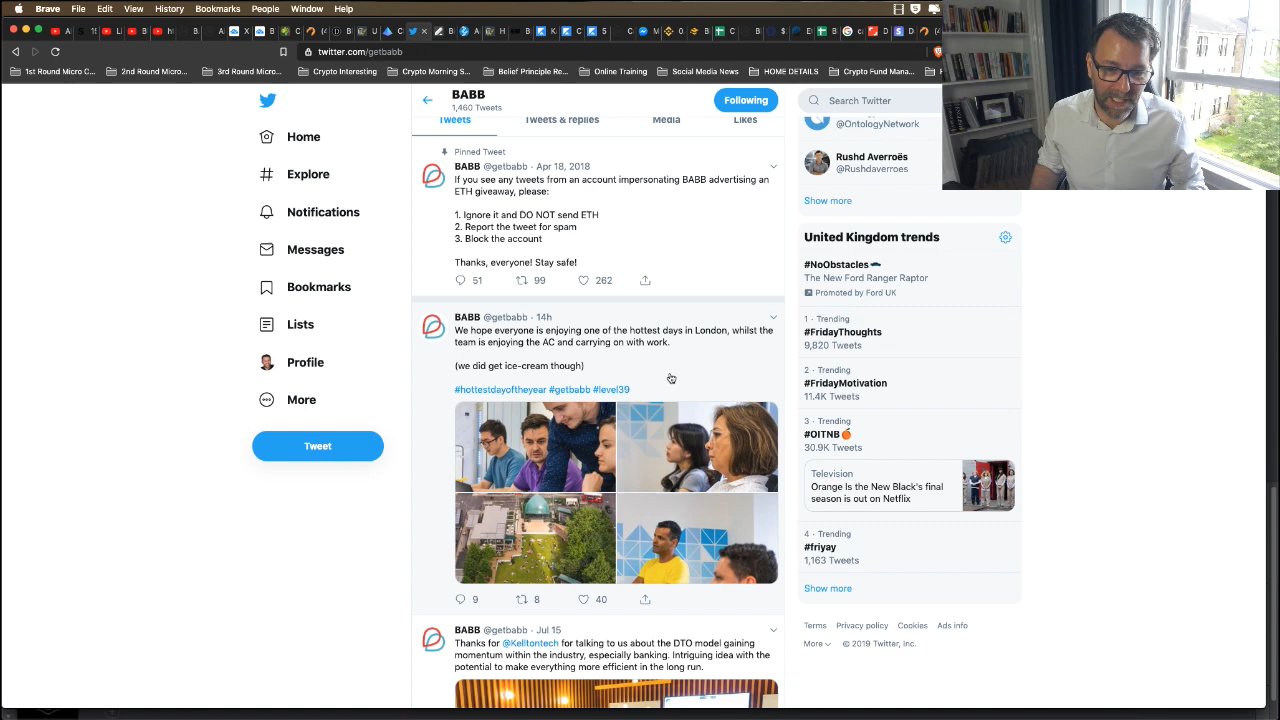 Brave File Edit View History Bookmarks People Window Help
twitter.com/getbabb
1st Round Micro C... 2nd Round Micro... 3rd Round Micro... Crypto Interesting Crypto Morning S... Belief Principle Re... Online Training Social Media News HOME DETAILS Crypto Fund Mana...
Home
Explore
Notifications
Messages
Bookmarks
Lists
Profile
More
Tweet
BABB
1,460 Tweets
Following
Tweets Tweets & replies Media Likes
Pinned Tweet
BABB @getbabb · Apr 18, 2018
If you see any tweets from an account impersonating BABB advertising an
ETH giveaway, please:
1. Ignore it and DO NOT send ETH
2. Report the tweet for spam
3. Block the account
Thanks, everyone! Stay safe!
51 99 262
BABB @getbabb · 14h
We hope everyone is enjoying one of the hottest days in London, whilst the
team is enjoying the AC and carrying on with work.
(we did get ice-cream though)
#hottestdayoftheyear #getbabb #level39
9 8 40
BABB @getbabb · Jul 15
Thanks for @Kelltontech for talking to us about the DTO model gaining
momentum within the industry, especially banking. Intriguing idea with the
potential to make everything more efficient in the long run.
Search Twitter
@OntologyNetwork
Rushd Averroës
@Rushdaverroes
Show more
United Kingdom trends
#NoObstacles
The New Ford Ranger Raptor
Promoted by Ford UK
1 · Trending
#FridayThoughts
9,820 Tweets
2 · Trending
#FridayMotivation
11.4K Tweets
3 · Trending
#OITNB
30.9K Tweets
Television
Orange Is the New Black's final
season is out on Netflix
4 · Trending
#friyay
1,163 Tweets
Show more
Terms Privacy policy Cookies Ads info
More © 2019 Twitter, Inc.